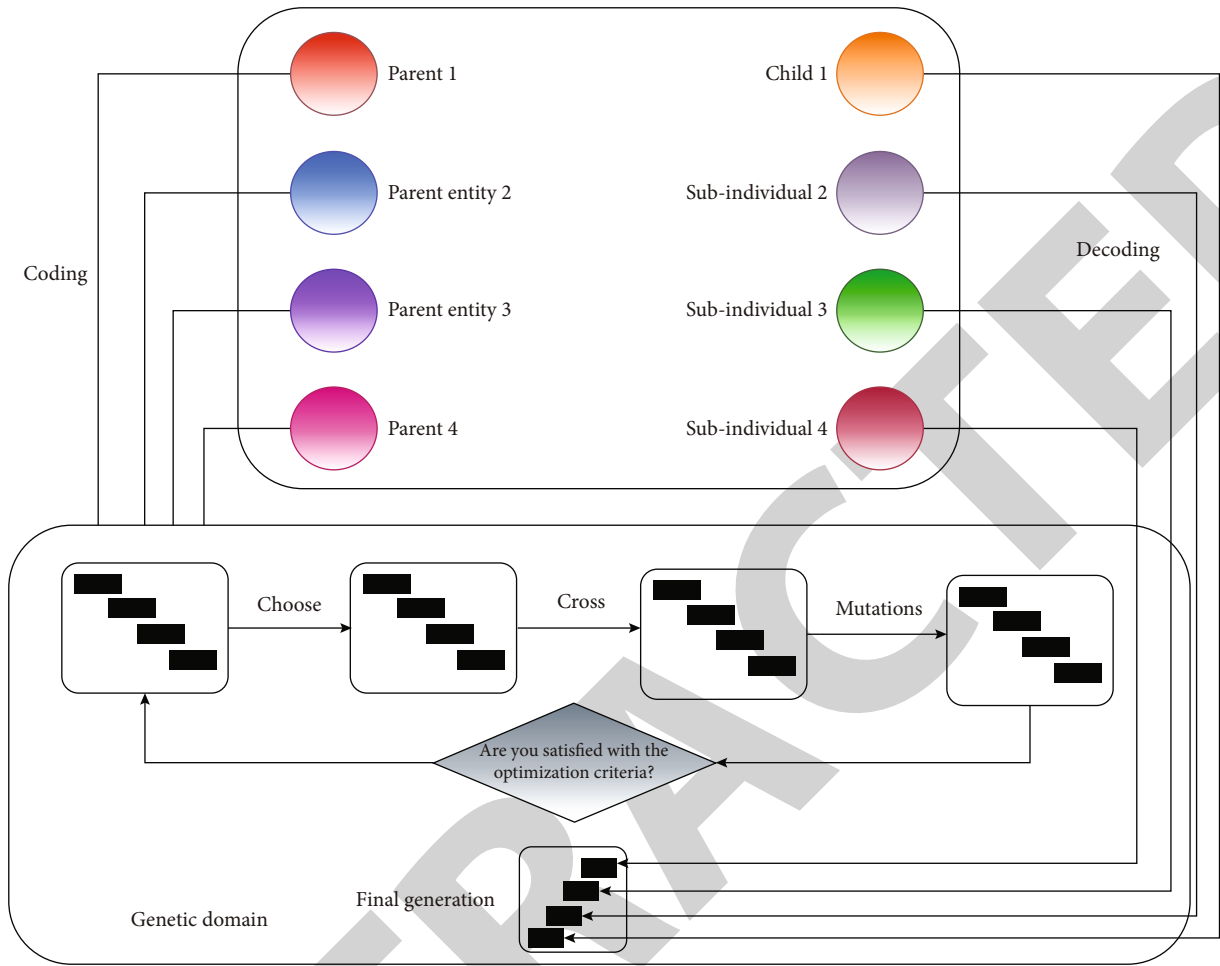 Parent 1
Child 1
Parent entity 2
Sub-individual 2
Decoding
Coding
Parent entity 3
Sub-individual 3
Parent 4
Sub-individual 4
Choose
Cross
Mutations
Are you satisfied with the
optimization criteria?
Final generation
Genetic domain
RACTED